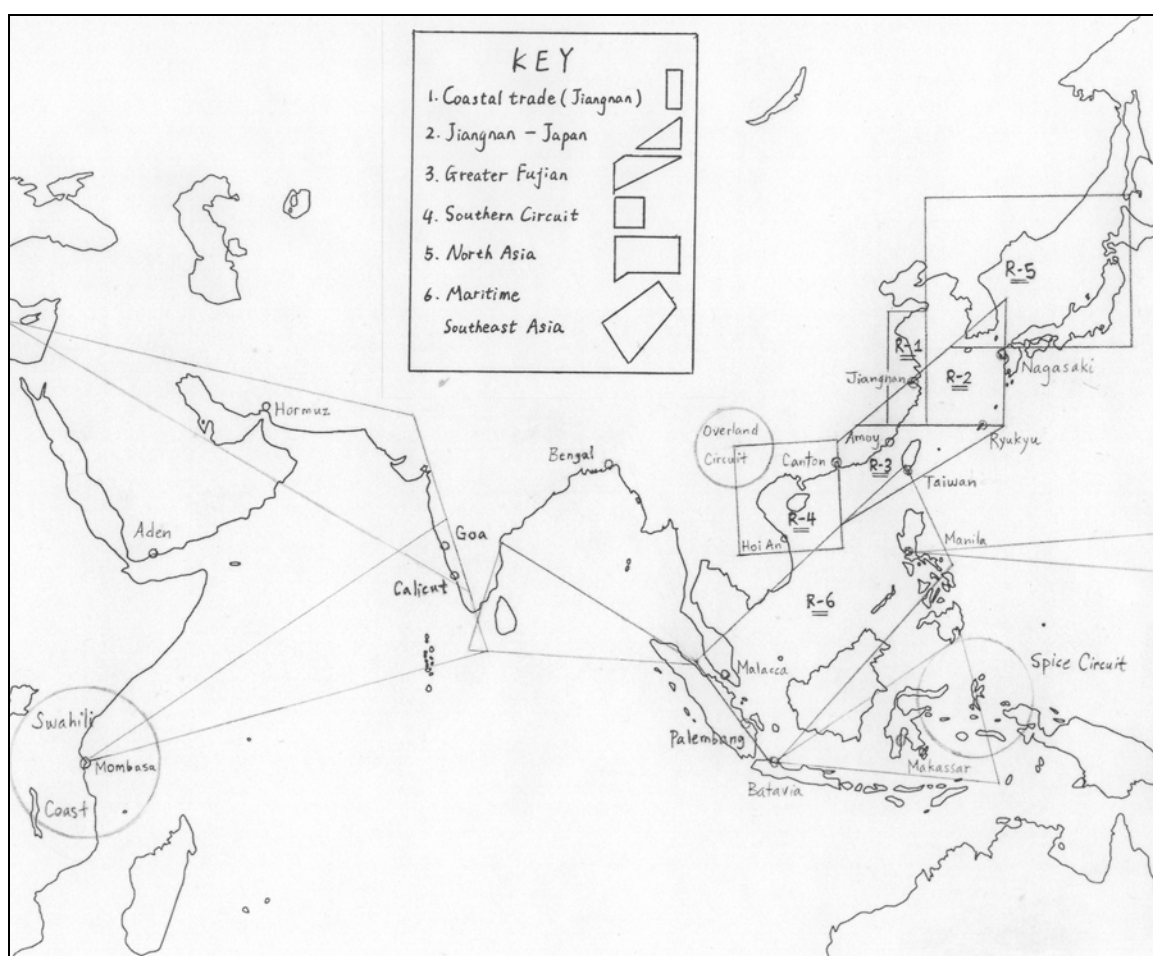 KEY
1. Coastal trade (Jiangnan)
2. Jiangnan - Japan
3. Greater Fujian
4. Southern Circuit
5. North Asia
6. Maritime
Southeast Asia
R-5
R-1
Nagasaki
Jiangnan
R-2
Hormuz
Overland
Amoy
Ryukyu
Circuit
Bengal
Canton
R-3
Taiwan
R-4
Aden
Goa
Hoi An
Manila
Calicut
R-6
Malacca
Spice Circuit
Swahili
Palembang
Mombasa
Makassar
Batavia
Coast